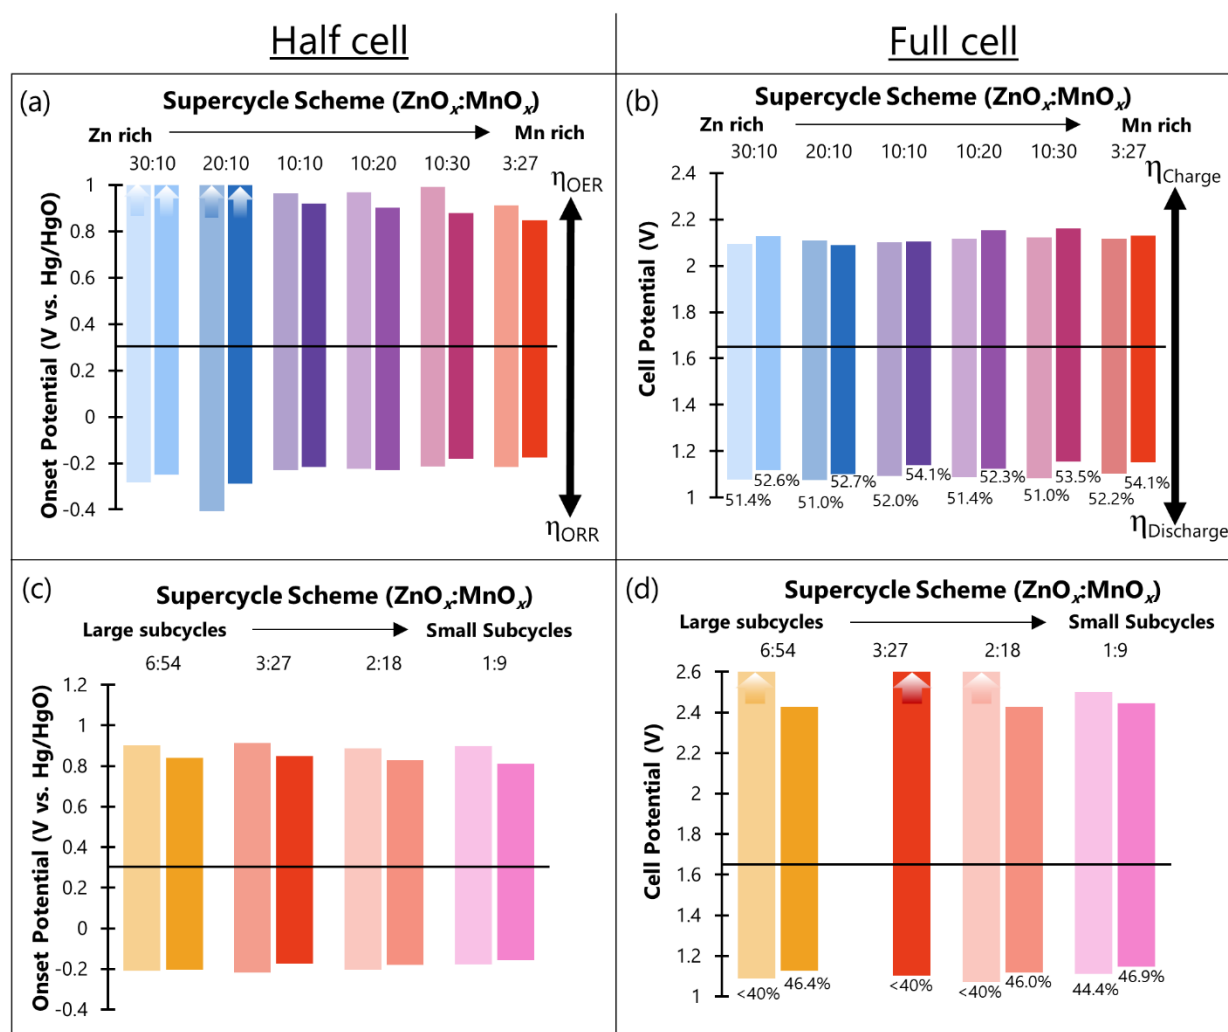 Half cell
Full cell
(a)
Supercycle Scheme (ZnOx:MnOx)
Zn rich
Mn rich
30:10 20:10 10:10 10:20 10:30 3:27
ηOER
1
0.8
0.6
0.4
0.2
0
-0.2
-0.4
Onset Potential (V vs. Hg/HgO)
ηORR
(b)
Supercycle Scheme (ZnOx:MnOx)
Zn rich
Mn rich
30:10 20:10 10:10 10:20 10:30 3:27
ηCharge
2.4
2.2
2
1.8
1.6
1.4
1.2
1
Cell Potential (V)
52.6% 52.7% 54.1% 52.3% 53.5% 54.1%
51.4% 51.0% 52.0% 51.4% 51.0% 52.2%
ηDischarge
(c)
Supercycle Scheme (ZnOx:MnOx)
Large subcycles
Small Subcycles
6:54 3:27 2:18 1:9
1.2
1
0.8
0.6
0.4
0.2
0
-0.2
-0.4
Onset Potential (V vs. Hg/HgO)
(d)
Supercycle Scheme (ZnOx:MnOx)
Large subcycles
Small Subcycles
6:54 3:27 2:18 1:9
2.6
2.4
2.2
2
1.8
1.6
1.4
1.2
1
Cell Potential (V)
<40% 46.4% <40% <40% 46.0% 44.4% 46.9%